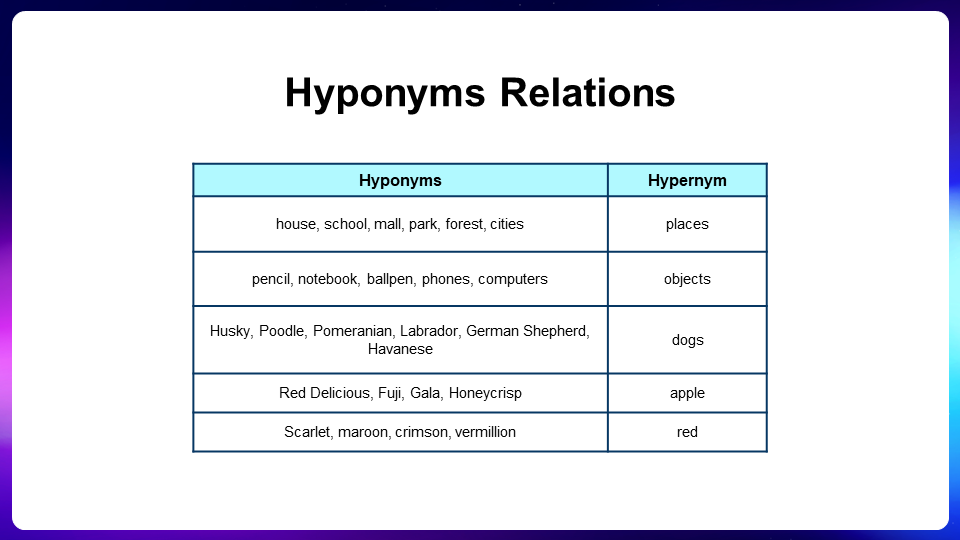 Hyponyms Relations
Hyponyms Hypernym
house, school, mall, park, forest, cities places
pencil, notebook, ballpen, phones, computers objects
Husky, Poodle, Pomeranian, Labrador, German Shepherd,
Havanese dogs
Red Delicious, Fuji, Gala, Honeycrisp apple
Scarlet, maroon, crimson, vermillion red